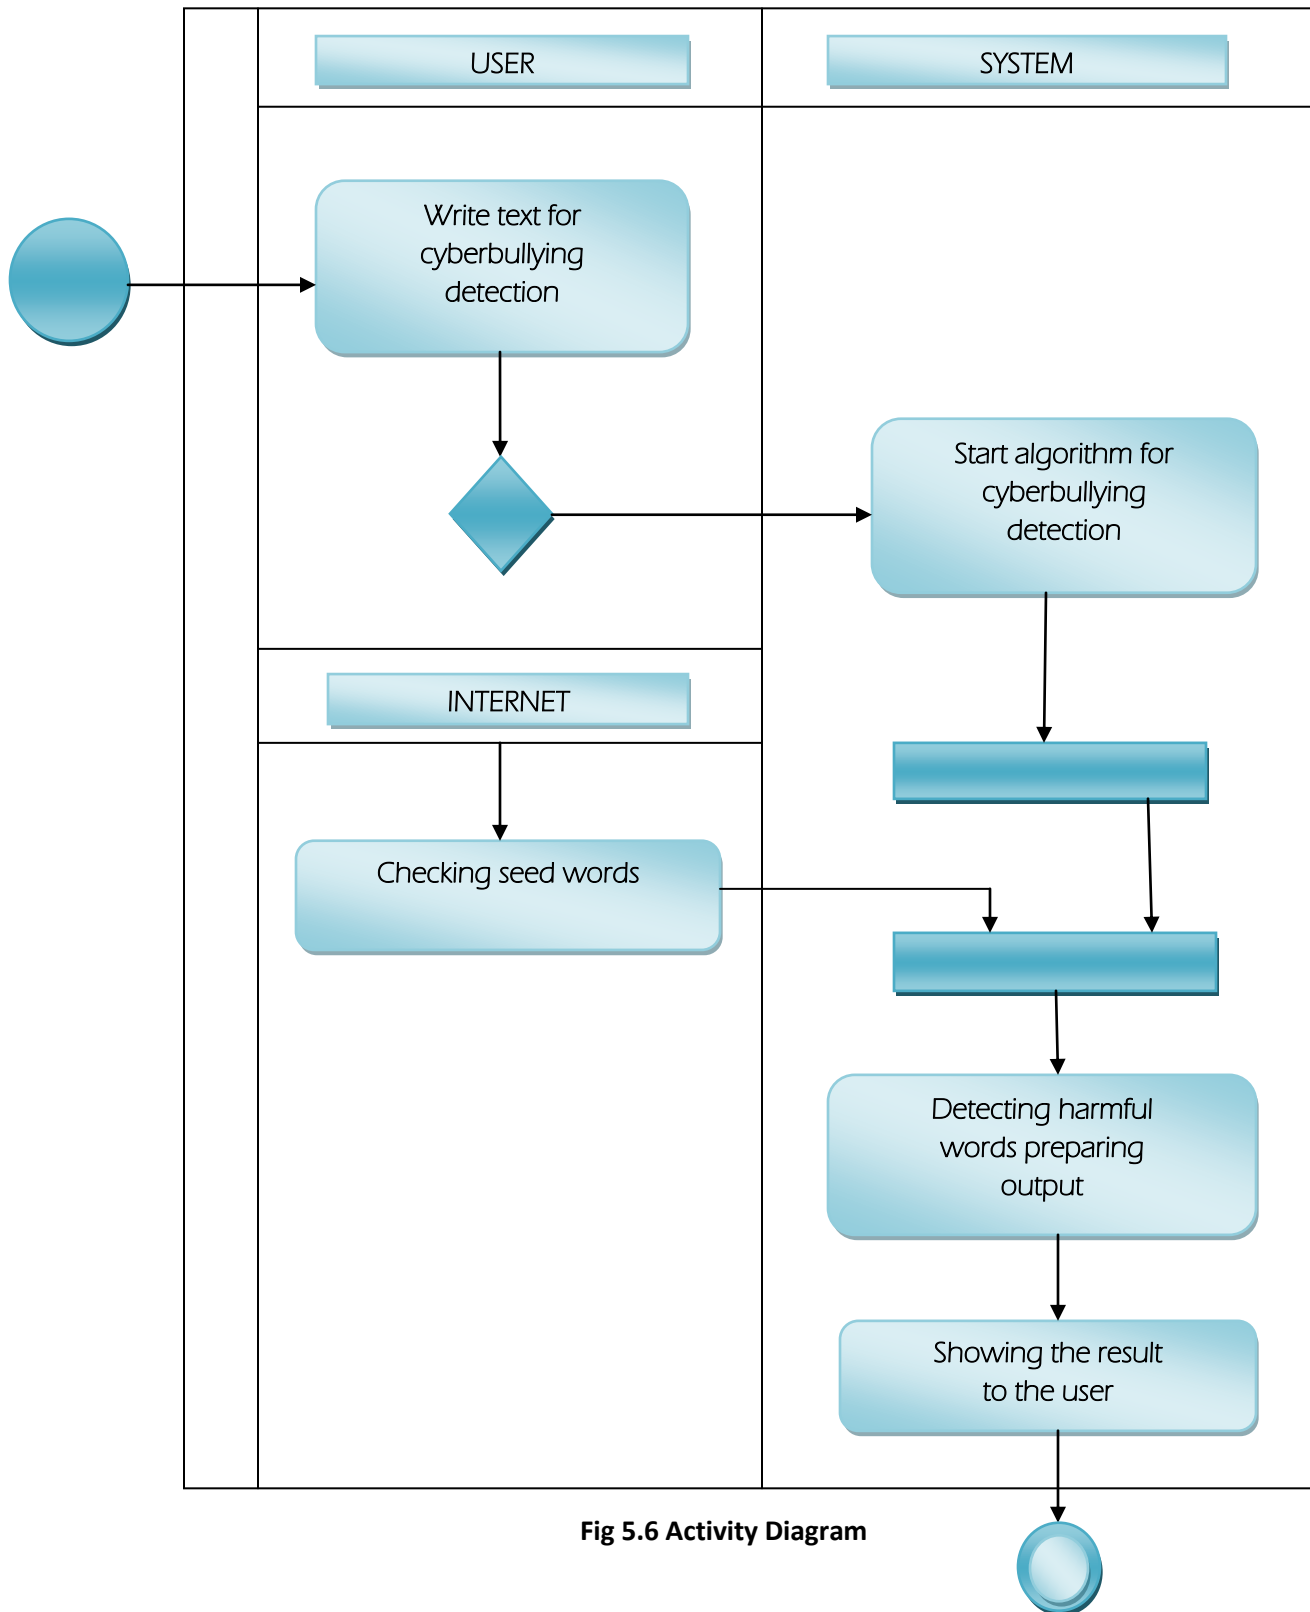 USER
SYSTEM
Write text for
cyberbullying
detection
Start algorithm for
cyberbullying
detection
INTERNET
Checking seed words
Detecting harmful
words preparing
output
Showing the result
to the user
Fig 5.6 Activity Diagram